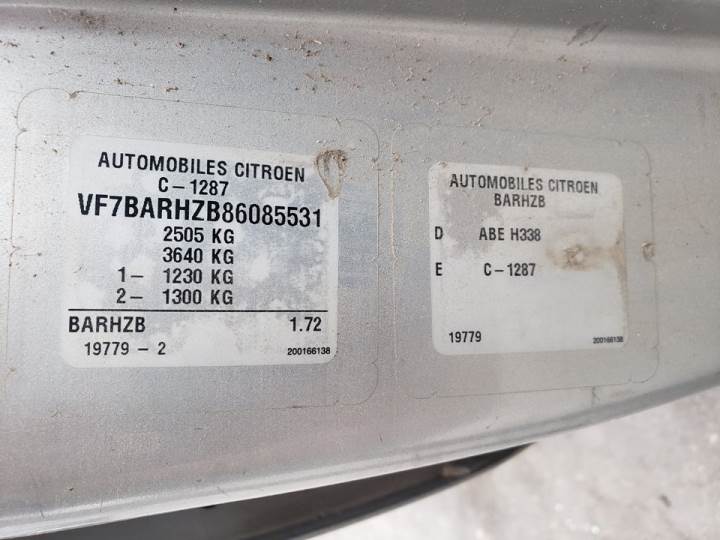 AUTOMOBILES CITROEN
C-1287
VF7BARHZB86085531
2505 KG
3640 KG
1- 1230 KG
2- 1300 KG
BARHZB 1.72
19779 - 2 200166138
AUTOMOBILES CITROEN
BARHZB
D ABE H338
E C-1287
19779 200166138